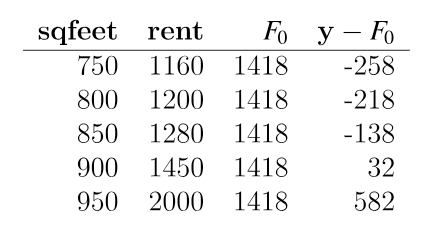 sqfeet rent F₀ y − F₀
750 1160 1418 -258
800 1200 1418 -218
850 1280 1418 -138
900 1450 1418 32
950 2000 1418 582